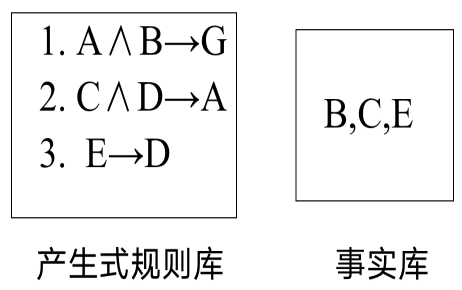 1. A∧B→G
2. C∧D→A
3. E→D
B,C,E
产生式规则库
事实库